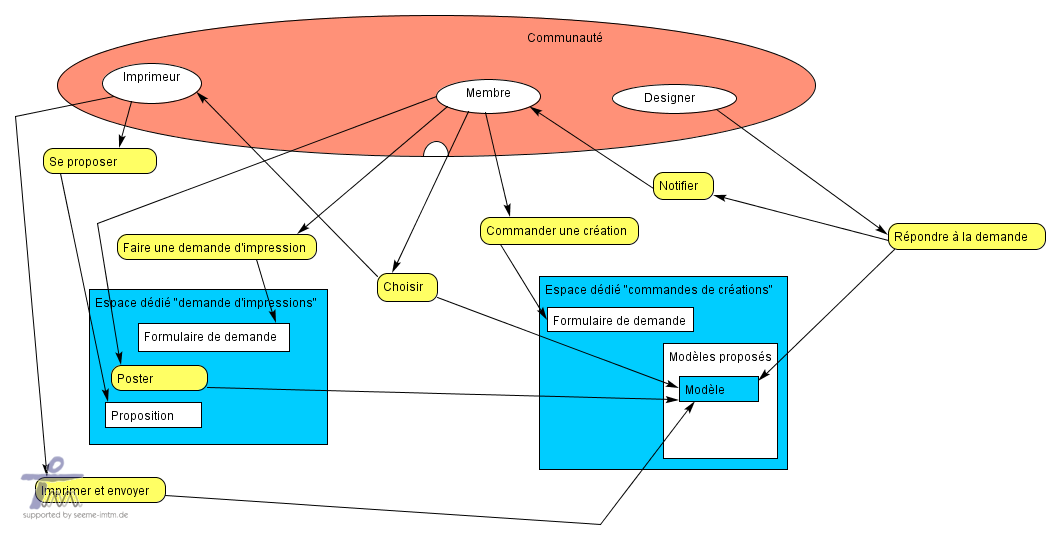 Communauté
Imprimeur
Membre
Designer
Se proposer
Notifier
Faire une demande d'impression
Commander une création
Répondre à la demande
Choisir
Espace dédié "demande d'impressions"
Formulaire de demande
Poster
Proposition
Espace dédié "commandes de créations"
Formulaire de demande
Modèles proposés
Modèle
Imprimer et envoyer
supported by seeme-imtm.de